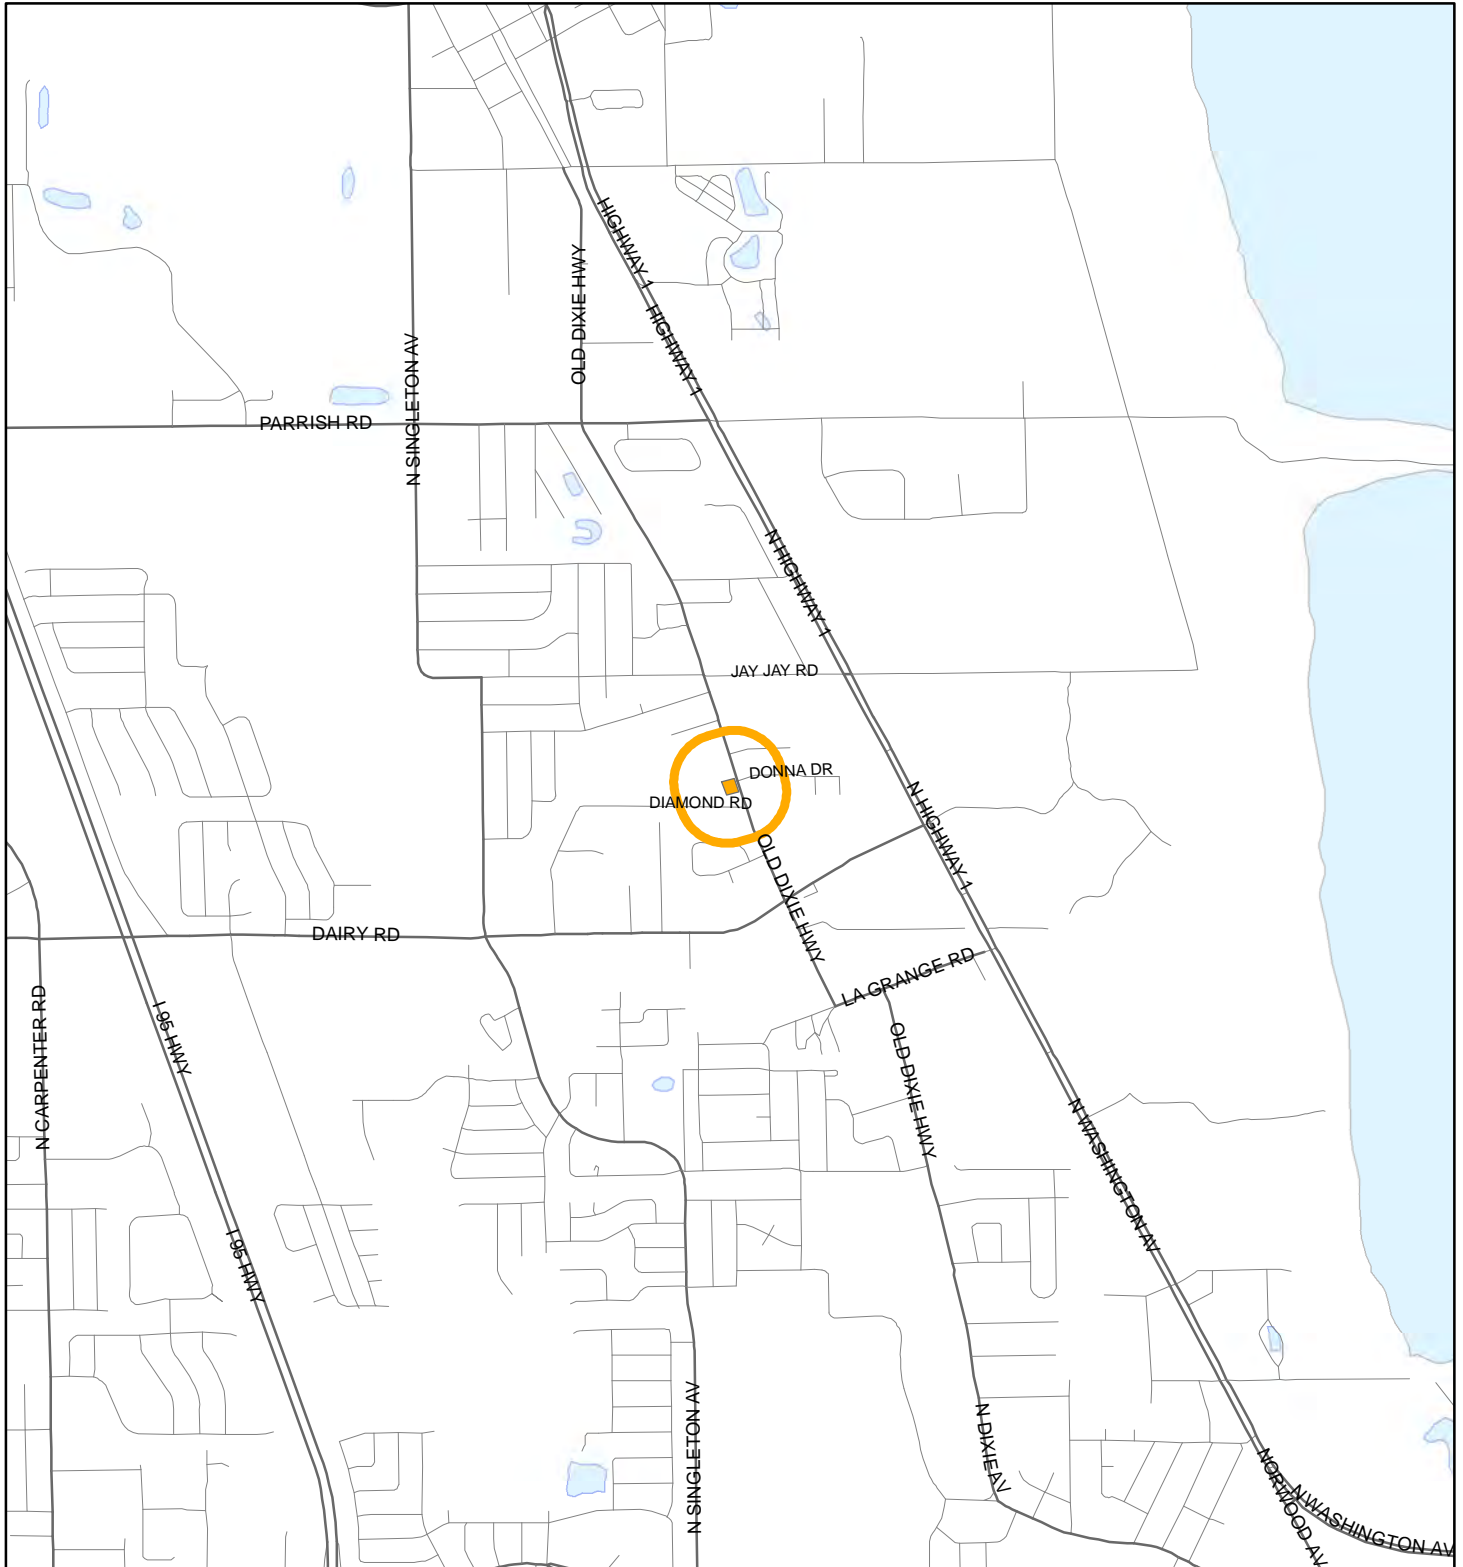 HIGHWAY 1
OLD DIXIE HWY
HIGHWAY 1
N SINGLETON AV
PARRISH RD
N HIGHWAY 1
JAY JAY RD
DONNA DR
DIAMOND RD
N HIGHWAY 1
OLD DIXIE HWY
DAIRY RD
LA GRANGE RD
N CARPENTER RD
I 95 HWY
OLD DIXIE HWY
N WASHINGTON AV
I 95 HWY
N SINGLETON AV
N DIXIE AV
NORWOOD AV
N WASHINGTON AV